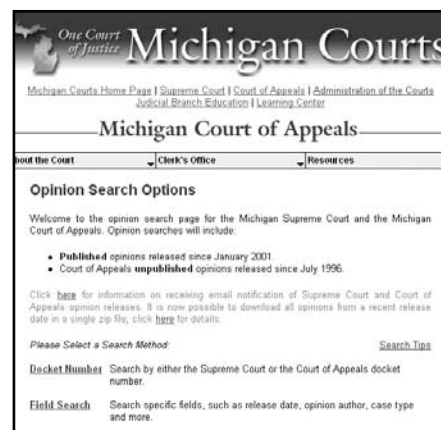 One Court
of Justice
Michigan Courts
Michigan Courts Home Page | Supreme Court | Court of Appeals | Administration of the Courts
Judicial Branch Education | Learning Center
Michigan Court of Appeals
bout the Court
Clerk's Office
Resources
Opinion Search Options
Welcome to the opinion search page for the Michigan Supreme Court and the Michigan
Court of Appeals. Opinion searches will include:
• Published opinions released since January 2001.
• Court of Appeals unpublished opinions released since July 1996.
Click here for information on receiving email notification of Supreme Court and Court of
Appeals opinion releases. It is now possible to download all opinions from a recent release
date in a single zip file; click here for details.
Please Select a Search Method:
Search Tips
Docket Number Search by either the Supreme Court or the Court of Appeals docket
number.
Field Search Search specific fields, such as release date, opinion author, case type
and more.